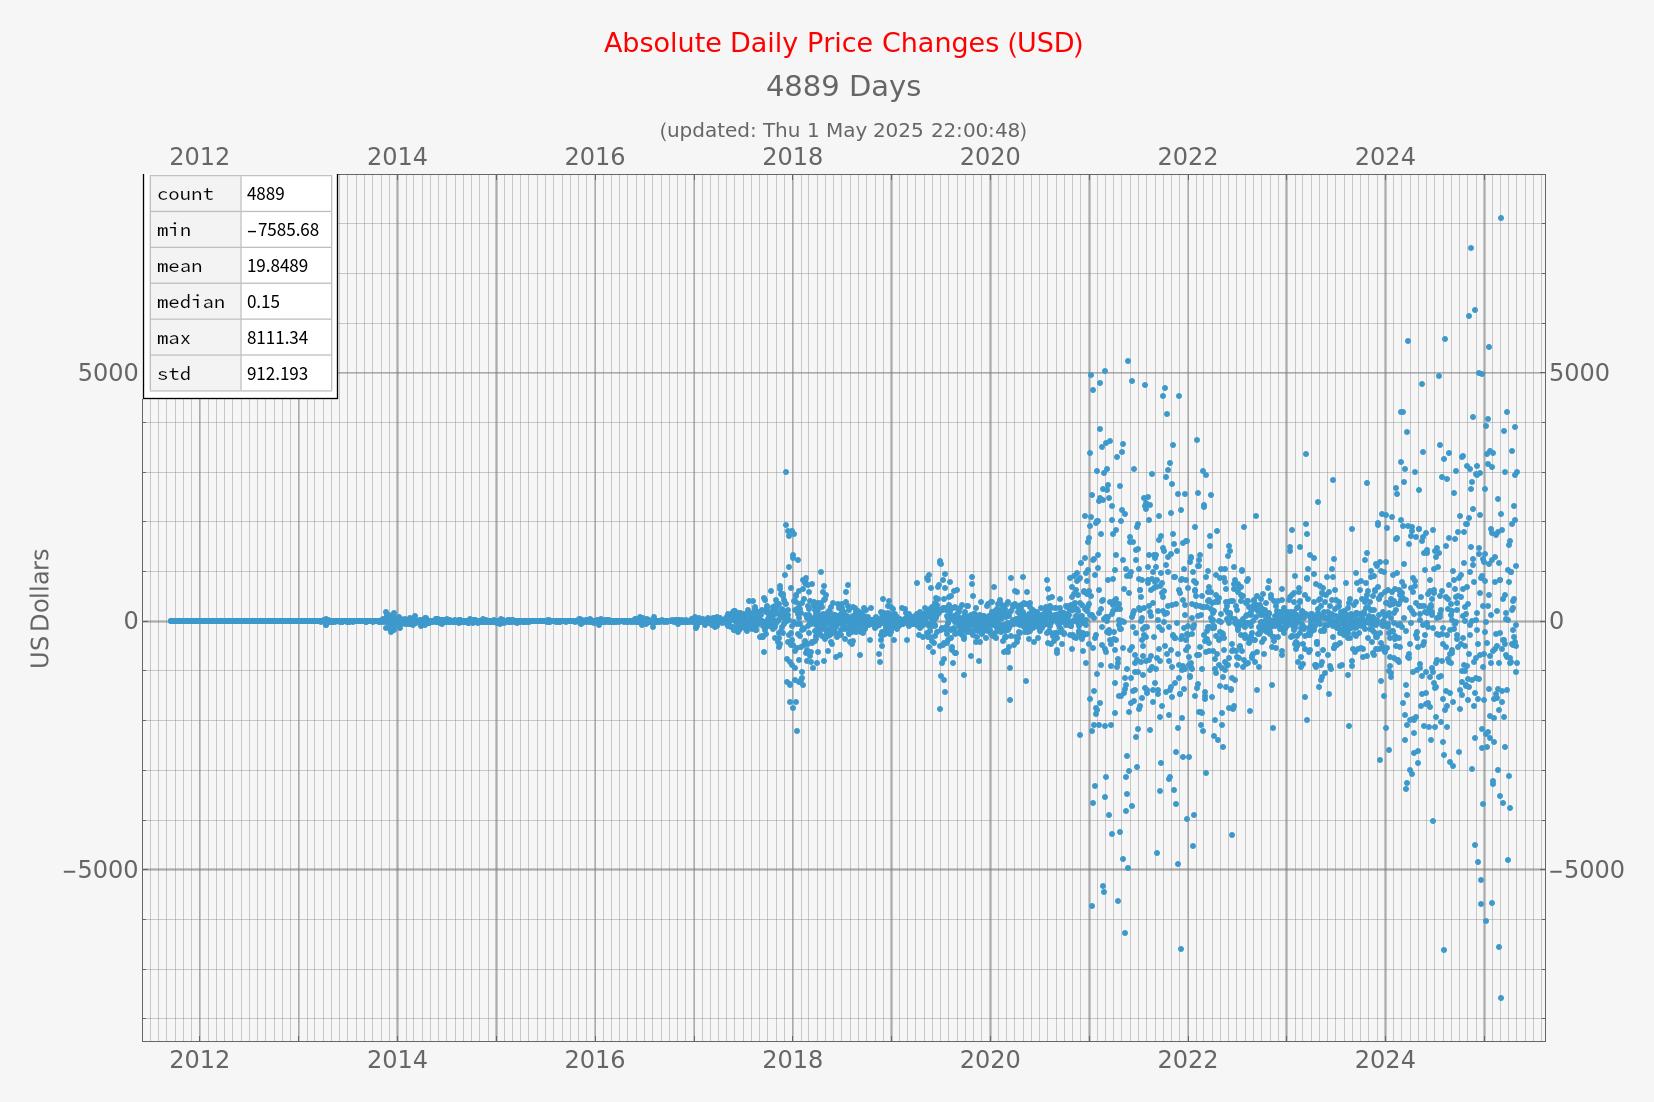 Absolute Daily Price Changes (USD)
4889 Days
(updated: Thu 1 May 2025 22:00:48)
2012 2014 2016 2018 2020 2022 2024
count 4889
min −7585.68
mean 19.8489
median 0.15
max 8111.34
std 912.193
5000 5000
0 0
−5000 −5000
US Dollars
2012 2014 2016 2018 2020 2022 2024